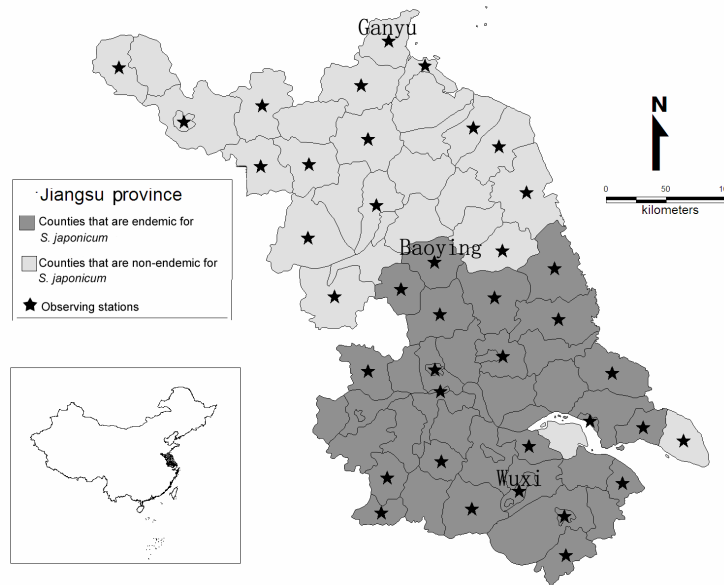 Ganyu
N
0 50 10
kilometers
Jiangsu province
Counties that are endemic for
S. japonicum
Counties that are non-endemic for
S. japonicum
Observing stations
Baoying
Wuxi